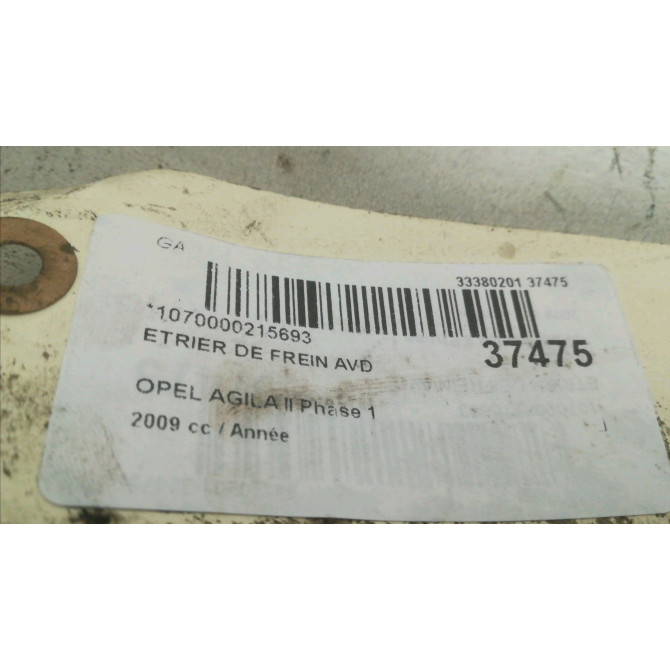 GA
33380201 37475
*1070000215693
37475
ETRIER DE FREIN AVD
OPEL AGILA II Phase 1
2009 cc / Année